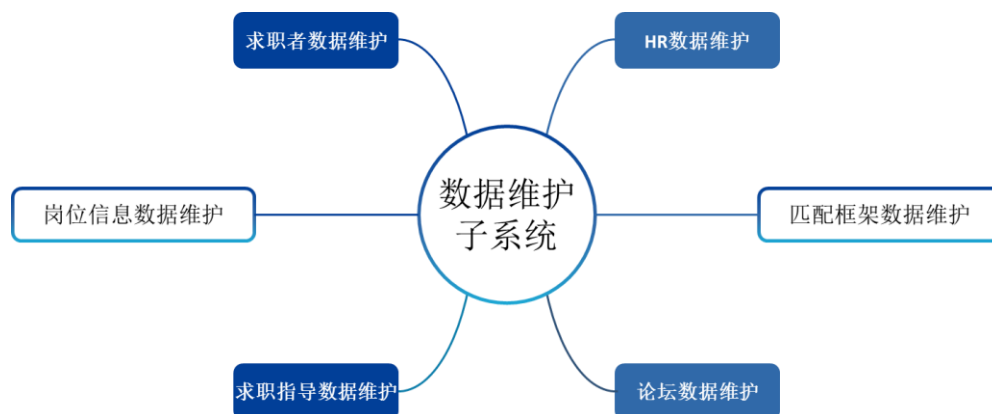 求职者数据维护
HR数据维护
数据维护
子系统
岗位信息数据维护
匹配框架数据维护
求职指导数据维护
论坛数据维护